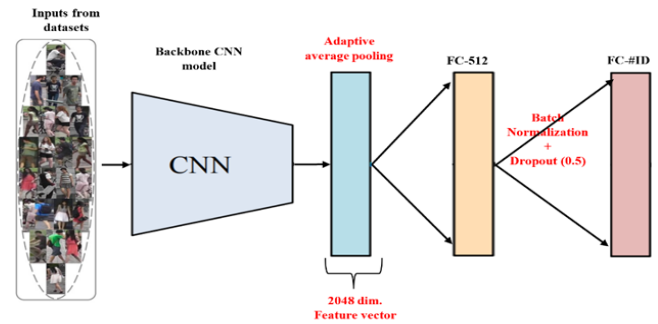 Inputs from
datasets
Backbone CNN
model
Adaptive
average pooling
FC-512
FC-#ID
CNN
Batch
Normalization
+
Dropout (0.5)
2048 dim.
Feature vector